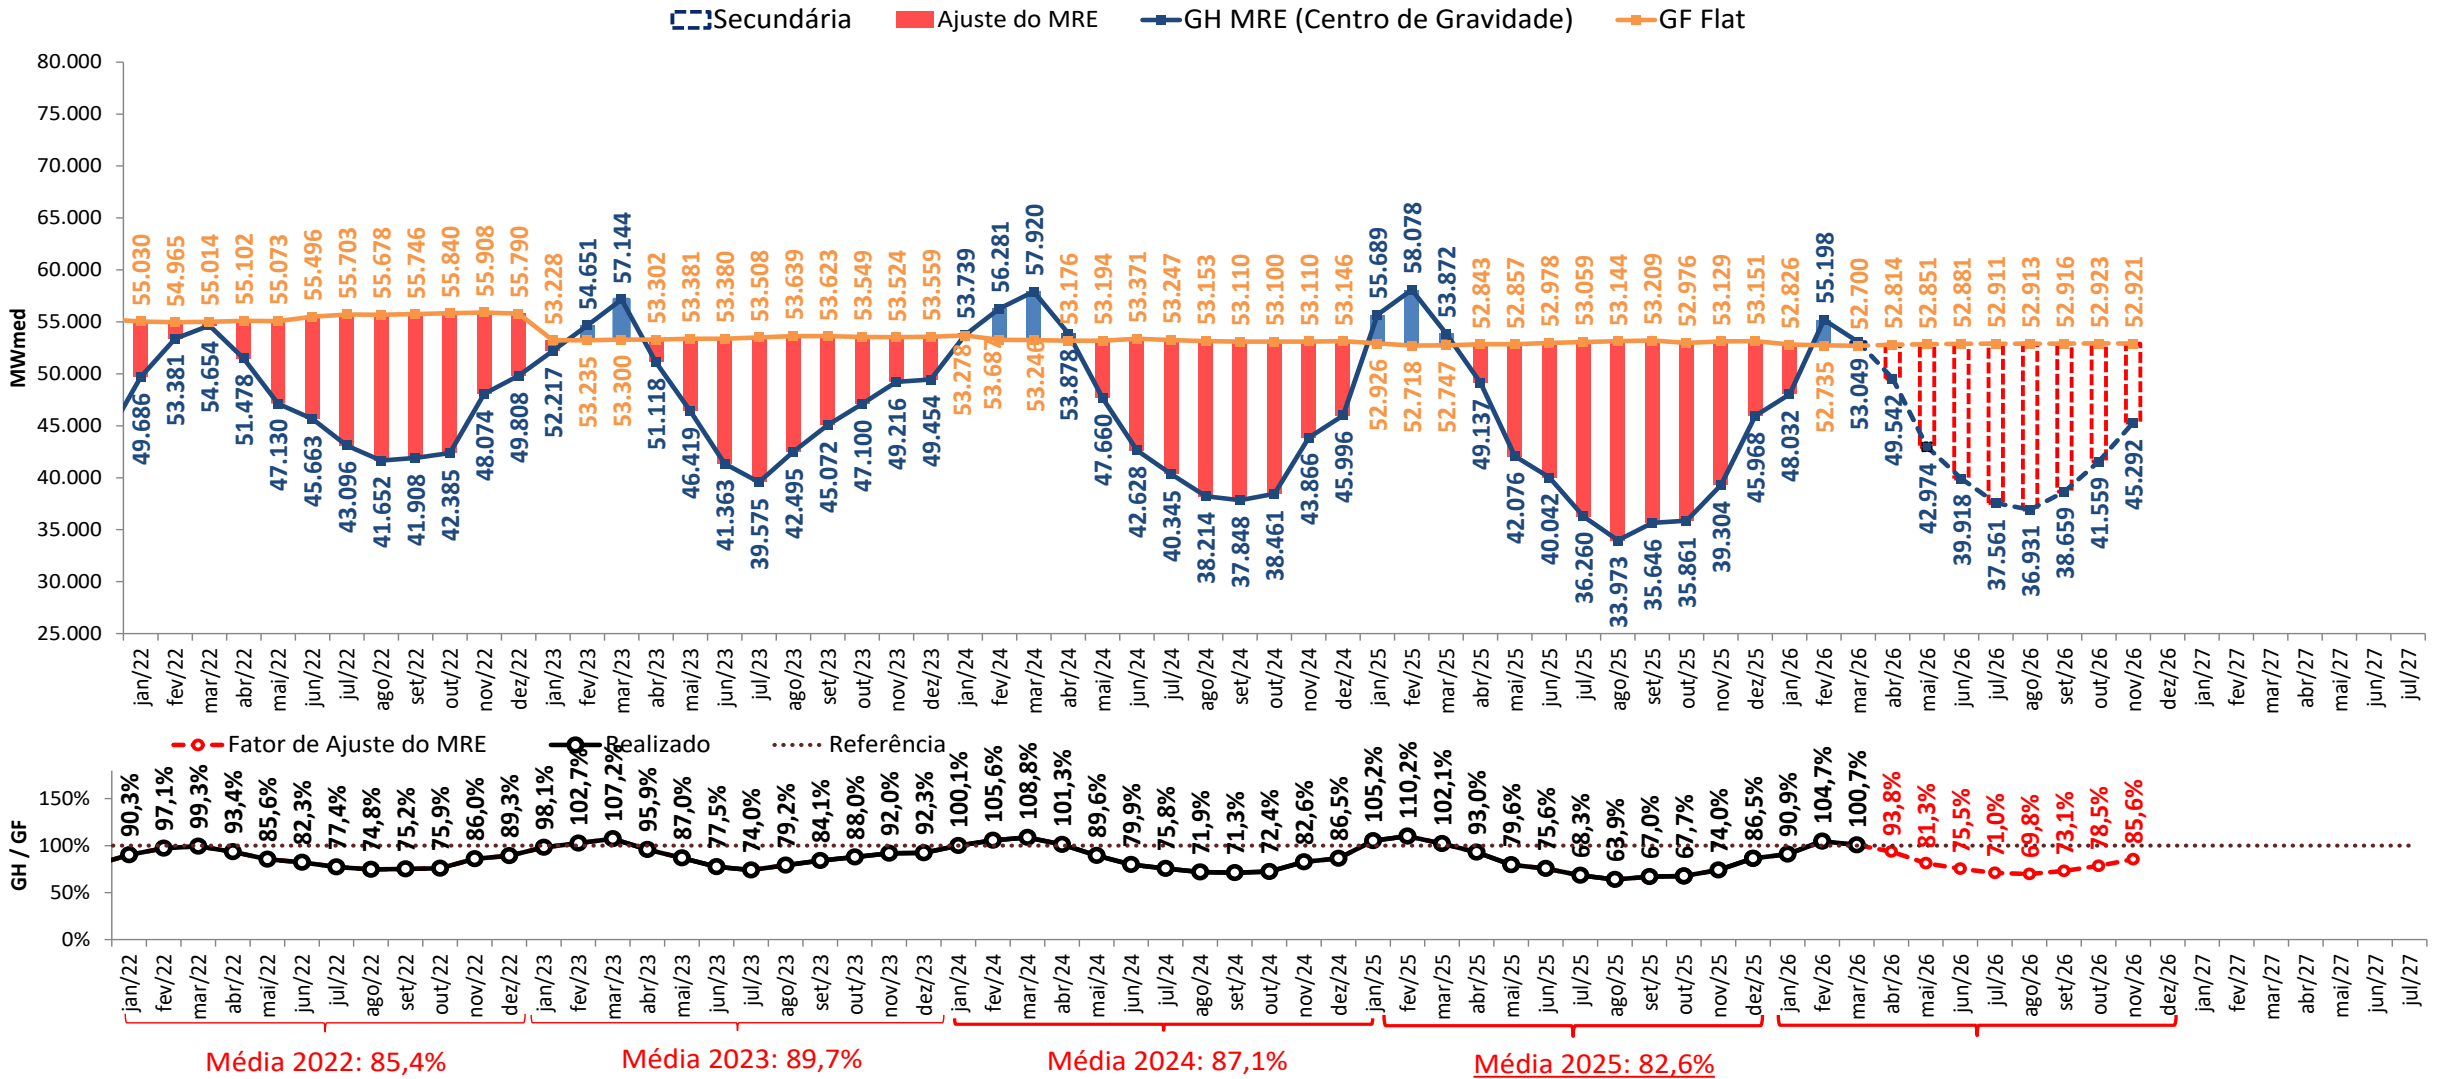 Secundária Ajuste do MRE GH MRE (Centro de Gravidade) GF Flat
MWmed
80.000
75.000
70.000
65.000
60.000
55.000
50.000
45.000
40.000
35.000
30.000
25.000
55.030 54.965 55.014 55.102 55.073 55.496 55.703 55.678 55.746 55.840 55.908 55.790 53.228 54.651 57.144 53.302 53.381 53.380 53.508 53.639 53.623 53.549 53.524 53.559 53.739 56.281 57.920 53.176 53.194 53.371 53.247 53.153 53.110 53.100 53.110 53.146 55.689 58.078 53.872 52.843 52.857 52.978 53.059 53.144 53.209 52.976 53.129 53.151 52.826 55.198 52.700 52.814 52.851 52.881 52.911 52.913 52.916 52.923 52.921
49.686 53.381 54.654 51.478 47.130 45.663 43.096 41.652 41.908 42.385 48.074 49.808 52.217 53.235 53.300 51.118 46.419 41.363 39.575 42.495 45.072 47.100 49.216 49.454 53.278 53.687 53.246 53.878 47.660 42.628 40.345 38.214 37.848 38.461 43.866 45.996 52.926 52.718 52.747 49.137 42.076 40.042 36.260 33.973 35.646 35.861 39.304 45.968 48.032 52.735 53.049 49.542 42.974 39.918 37.561 36.931 38.659 41.559 45.292
jan/22 fev/22 mar/22 abr/22 mai/22 jun/22 jul/22 ago/22 set/22 out/22 nov/22 dez/22 jan/23 fev/23 mar/23 abr/23 mai/23 jun/23 jul/23 ago/23 set/23 out/23 nov/23 dez/23 jan/24 fev/24 mar/24 abr/24 mai/24 jun/24 jul/24 ago/24 set/24 out/24 nov/24 dez/24 jan/25 fev/25 mar/25 abr/25 mai/25 jun/25 jul/25 ago/25 set/25 out/25 nov/25 dez/25 jan/26 fev/26 mar/26 abr/26 mai/26 jun/26 jul/26 ago/26 set/26 out/26 nov/26 dez/26 jan/27 fev/27 mar/27 abr/27 mai/27 jun/27 jul/27
Fator de Ajuste do MRE Realizado Referência
GH / GF
150%
100%
50%
0%
90,3% 97,1% 99,3% 93,4% 85,6% 82,3% 77,4% 74,8% 75,2% 75,9% 86,0% 89,3% 98,1% 102,7% 107,2% 95,9% 87,0% 77,5% 74,0% 79,2% 84,1% 88,0% 92,0% 92,3% 100,1% 105,6% 108,8% 101,3% 89,6% 79,9% 75,8% 71,9% 71,3% 72,4% 82,6% 86,5% 105,2% 110,2% 102,1% 93,0% 79,6% 75,6% 68,3% 63,9% 67,0% 67,7% 74,0% 86,5% 90,9% 104,7% 100,7% 93,8% 81,3% 75,5% 71,0% 69,8% 73,1% 78,5% 85,6%
jan/22 fev/22 mar/22 abr/22 mai/22 jun/22 jul/22 ago/22 set/22 out/22 nov/22 dez/22 jan/23 fev/23 mar/23 abr/23 mai/23 jun/23 jul/23 ago/23 set/23 out/23 nov/23 dez/23 jan/24 fev/24 mar/24 abr/24 mai/24 jun/24 jul/24 ago/24 set/24 out/24 nov/24 dez/24 jan/25 fev/25 mar/25 abr/25 mai/25 jun/25 jul/25 ago/25 set/25 out/25 nov/25 dez/25 jan/26 fev/26 mar/26 abr/26 mai/26 jun/26 jul/26 ago/26 set/26 out/26 nov/26 dez/26 jan/27 fev/27 mar/27 abr/27 mai/27 jun/27 jul/27
Média 2022: 85,4% Média 2023: 89,7% Média 2024: 87,1% Média 2025: 82,6%